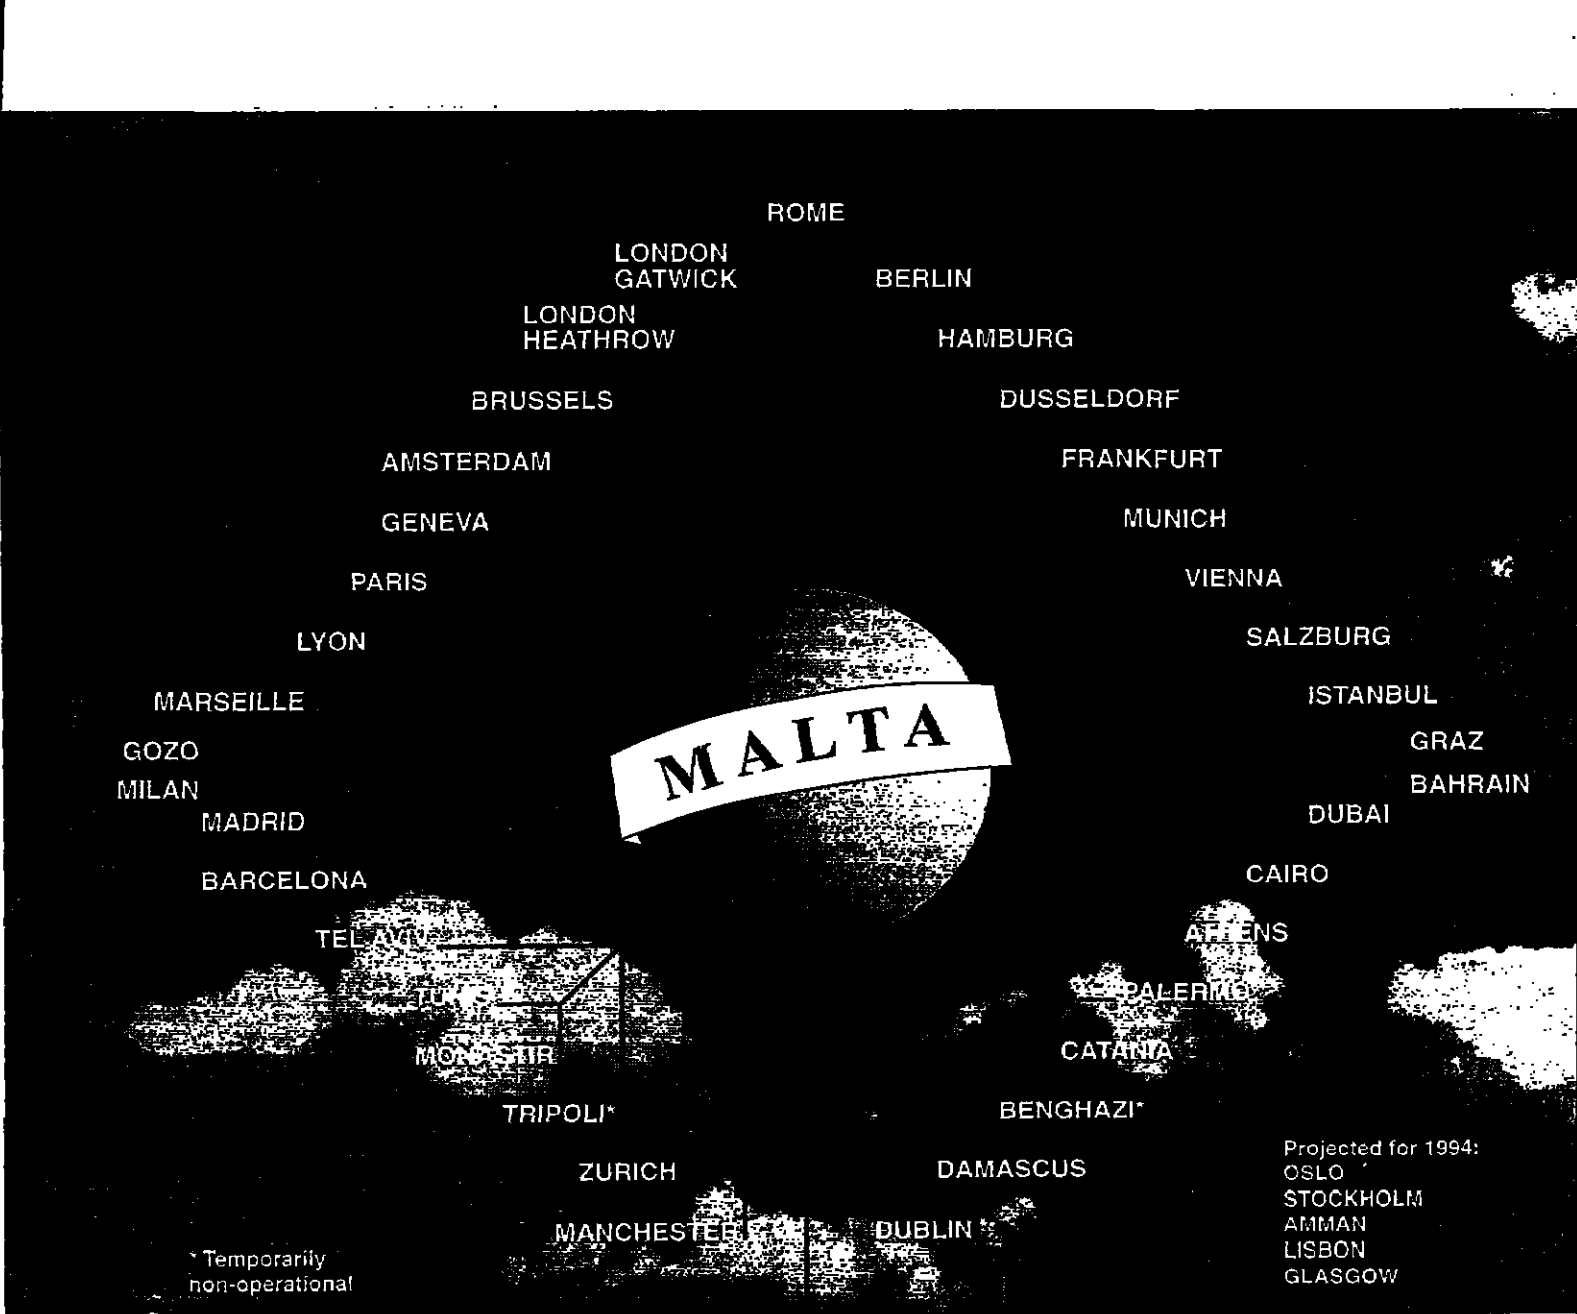 ROME
LONDON
GATWICK
BERLIN
LONDON
HEATHROW
HAMBURG
BRUSSELS
DUSSELDORF
AMSTERDAM
FRANKFURT
GENEVA
MUNICH
PARIS
VIENNA
LYON
SALZBURG
MARSEILLE
ISTANBUL
MALTA
GOZO
GRAZ
MILAN
BAHRAIN
MADRID
DUBAI
BARCELONA
CAIRO
TEL AVIV
ATHENS
TUNIS
PALERMO
MONASTIR
CATANIA
TRIPOLI*
BENGHAZI*
ZURICH
DAMASCUS
MANCHESTER
DUBLIN *
Projected for 1994:
OSLO
STOCKHOLM
AMMAN
LISBON
GLASGOW
* Temporarily
non-operational